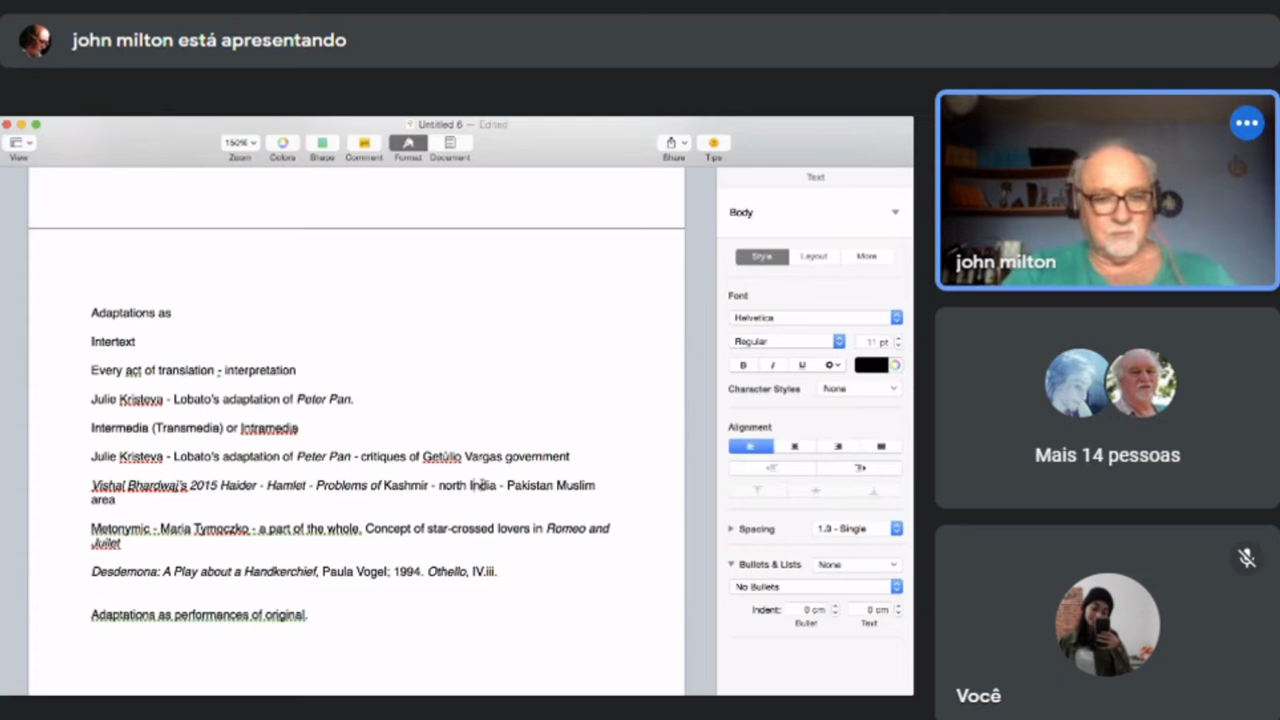 john milton está apresentando
Untitled 6 — Edited
View
150%
Zoom
Colors
Shape
Comment
Format
Document
Share
Tips
Text
Body
Style
Layout
More
Font
Helvetica
Regular
11 pt
B
I
U
Character Styles
None
Alignment
Spacing
1.0 - Single
Bullets & Lists
None
No Bullets
Indent:
0 cm
0 cm
Bullet
Text
Adaptations as
Intertext
Every act of translation - interpretation
Julie Kristeva - Lobato's adaptation of Peter Pan.
Intermedia (Transmedia) or Intramedia
Julie Kristeva - Lobato's adaptation of Peter Pan - critiques of Getúlio Vargas government
Vishal Bhardwaj's 2015 Haider - Hamlet - Problems of Kashmir - north India - Pakistan Muslim
area
Metonymic - Maria Tymoczko - a part of the whole. Concept of star-crossed lovers in Romeo and
Juilet
Desdemona: A Play about a Handkerchief, Paula Vogel; 1994. Othello, IV.iii.
Adaptations as performances of original.
john milton
Mais 14 pessoas
Você